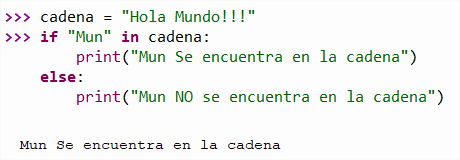 >>> cadena = "Hola Mundo!!!"
>>> if "Mun" in cadena:
        print("Mun Se encuentra en la cadena")
    else:
        print("Mun NO se encuentra en la cadena")
Mun Se encuentra en la cadena